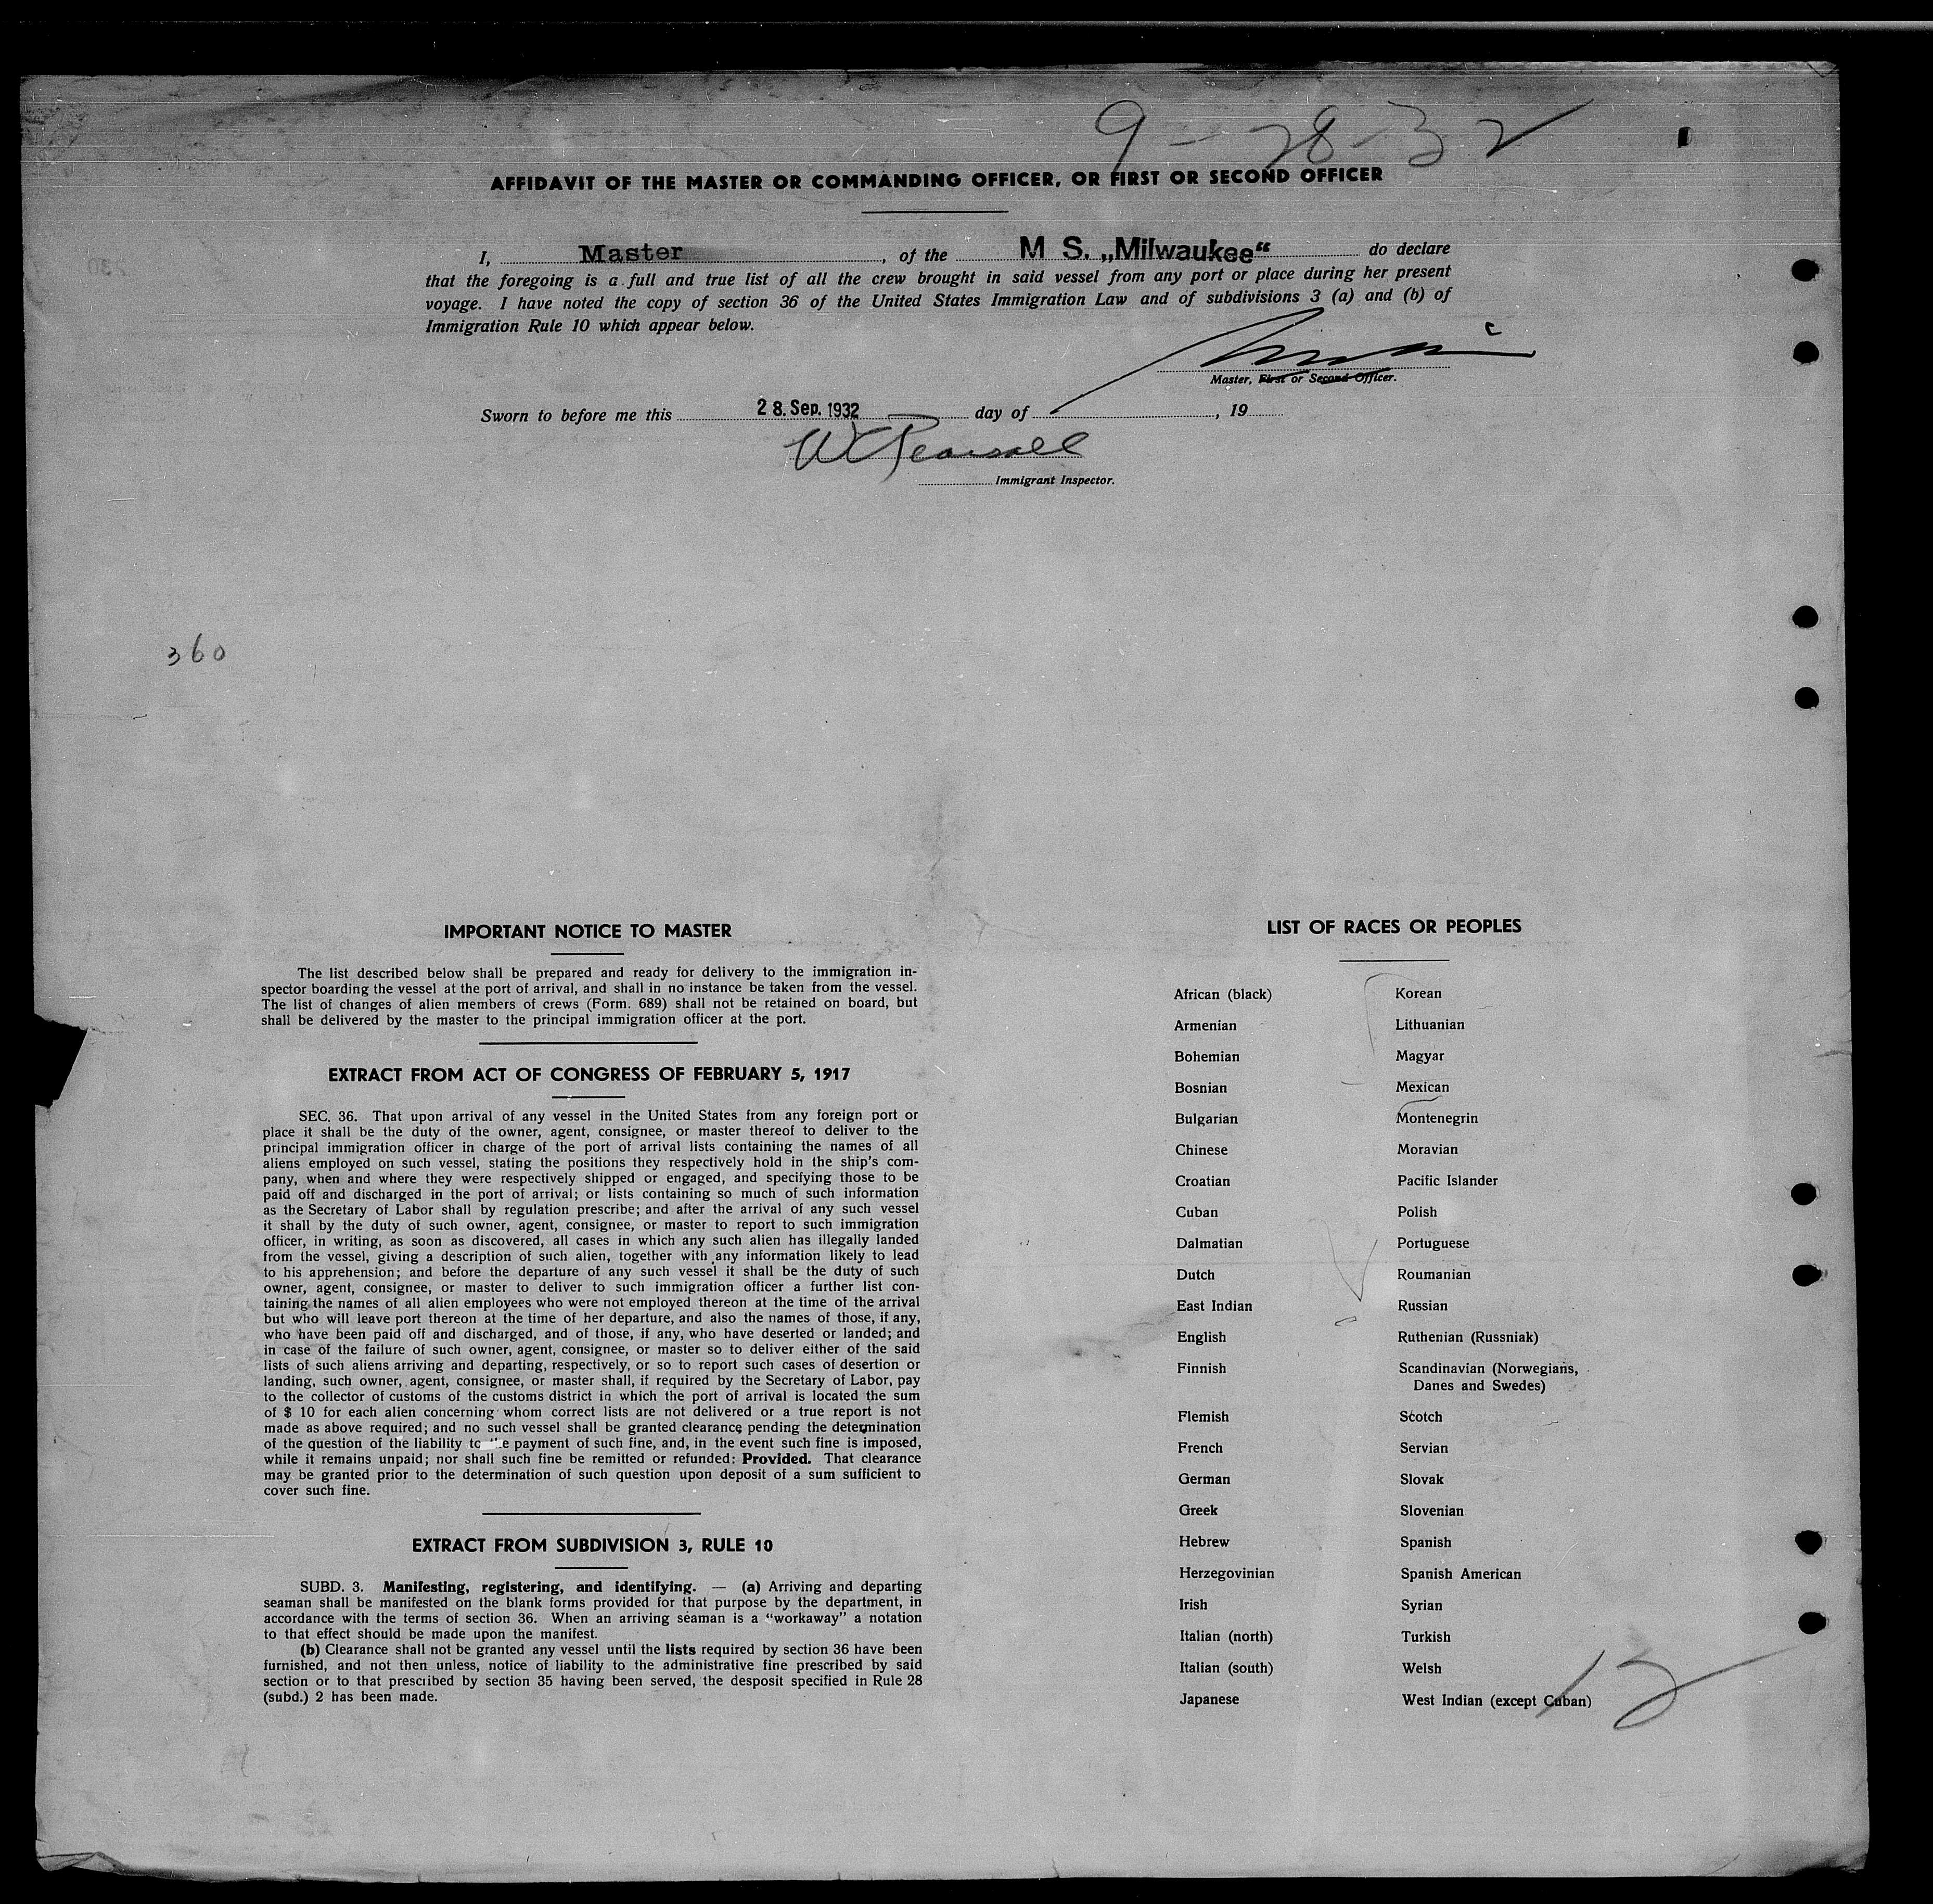 9-28-32
AFFIDAVIT OF THE MASTER OR COMMANDING OFFICER, OR FIRST OR SECOND OFFICER
I, Master, of the M S. „Milwaukee“ do declare
that the foregoing is a full and true list of all the crew brought in said vessel from any port or place during her present
voyage. I have noted the copy of section 36 of the United States Immigration Law and of subdivisions 3 (a) and (b) of
Immigration Rule 10 which appear below.
Master, First or Second Officer.
Sworn to before me this 28. Sep. 1932 day of , 19
W C Pearsall
Immigrant Inspector.
360
IMPORTANT NOTICE TO MASTER
The list described below shall be prepared and ready for delivery to the immigration in-
spector boarding the vessel at the port of arrival, and shall in no instance be taken from the vessel.
The list of changes of alien members of crews (Form. 689) shall not be retained on board, but
shall be delivered by the master to the principal immigration officer at the port.
EXTRACT FROM ACT OF CONGRESS OF FEBRUARY 5, 1917
SEC. 36. That upon arrival of any vessel in the United States from any foreign port or
place it shall be the duty of the owner, agent, consignee, or master thereof to deliver to the
principal immigration officer in charge of the port of arrival lists containing the names of all
aliens employed on such vessel, stating the positions they respectively hold in the ship's com-
pany, when and where they were respectively shipped or engaged, and specifying those to be
paid off and discharged in the port of arrival; or lists containing so much of such information
as the Secretary of Labor shall by regulation prescribe; and after the arrival of any such vessel
it shall by the duty of such owner, agent, consignee, or master to report to such immigration
officer, in writing, as soon as discovered, all cases in which any such alien has illegally landed
from the vessel, giving a description of such alien, together with any information likely to lead
to his apprehension; and before the departure of any such vessel it shall be the duty of such
owner, agent, consignee, or master to deliver to such immigration officer a further list con-
taining the names of all alien employees who were not employed thereon at the time of the arrival
but who will leave port thereon at the time of her departure, and also the names of those, if any,
who have been paid off and discharged, and of those, if any, who have deserted or landed; and
in case of the failure of such owner, agent, consignee, or master so to deliver either of the said
lists of such aliens arriving and departing, respectively, or so to report such cases of desertion or
landing, such owner, agent, consignee, or master shall, if required by the Secretary of Labor, pay
to the collector of customs of the customs district in which the port of arrival is located the sum
of $ 10 for each alien concerning whom correct lists are not delivered or a true report is not
made as above required; and no such vessel shall be granted clearance pending the determination
of the question of the liability to the payment of such fine, and, in the event such fine is imposed,
while it remains unpaid; nor shall such fine be remitted or refunded: Provided. That clearance
may be granted prior to the determination of such question upon deposit of a sum sufficient to
cover such fine.
EXTRACT FROM SUBDIVISION 3, RULE 10
SUBD. 3. Manifesting, registering, and identifying. — (a) Arriving and departing
seaman shall be manifested on the blank forms provided for that purpose by the department, in
accordance with the terms of section 36. When an arriving seaman is a “workaway” a notation
to that effect should be made upon the manifest.
(b) Clearance shall not be granted any vessel until the lists required by section 36 have been
furnished, and not then unless, notice of liability to the administrative fine prescribed by said
section or to that prescribed by section 35 having been served, the desposit specified in Rule 28
(subd.) 2 has been made.
LIST OF RACES OR PEOPLES
African (black)
Armenian
Bohemian
Bosnian
Bulgarian
Chinese
Croatian
Cuban
Dalmatian
Dutch
East Indian
English
Finnish
Flemish
French
German
Greek
Hebrew
Herzegovinian
Irish
Italian (north)
Italian (south)
Japanese
Korean
Lithuanian
Magyar
Mexican
Montenegrin
Moravian
Pacific Islander
Polish
Portuguese
Roumanian
Russian
Ruthenian (Russniak)
Scandinavian (Norwegians,
Danes and Swedes)
Scotch
Servian
Slovak
Slovenian
Spanish
Spanish American
Syrian
Turkish
Welsh
West Indian (except Cuban)